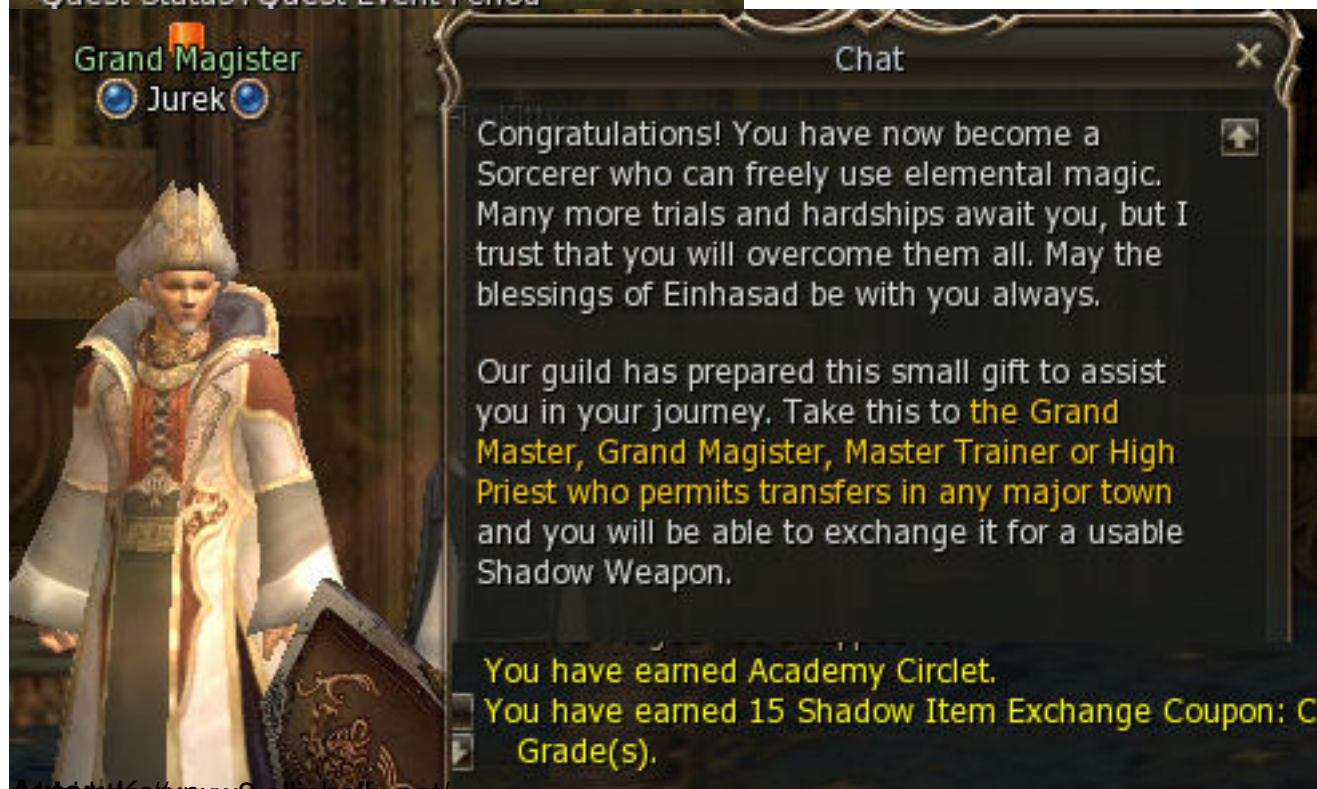 Quest Status / Quest Event Period
Grand Magister
Jurek
Chat
Congratulations! You have now become a
Sorcerer who can freely use elemental magic.
Many more trials and hardships await you, but I
trust that you will overcome them all. May the
blessings of Einhasad be with you always.
Our guild has prepared this small gift to assist
you in your journey. Take this to the Grand
Master, Grand Magister, Master Trainer or High
Priest who permits transfers in any major town
and you will be able to exchange it for a usable
Shadow Weapon.
You have earned Academy Circlet.
You have earned 15 Shadow Item Exchange Coupon: C
Grade(s).